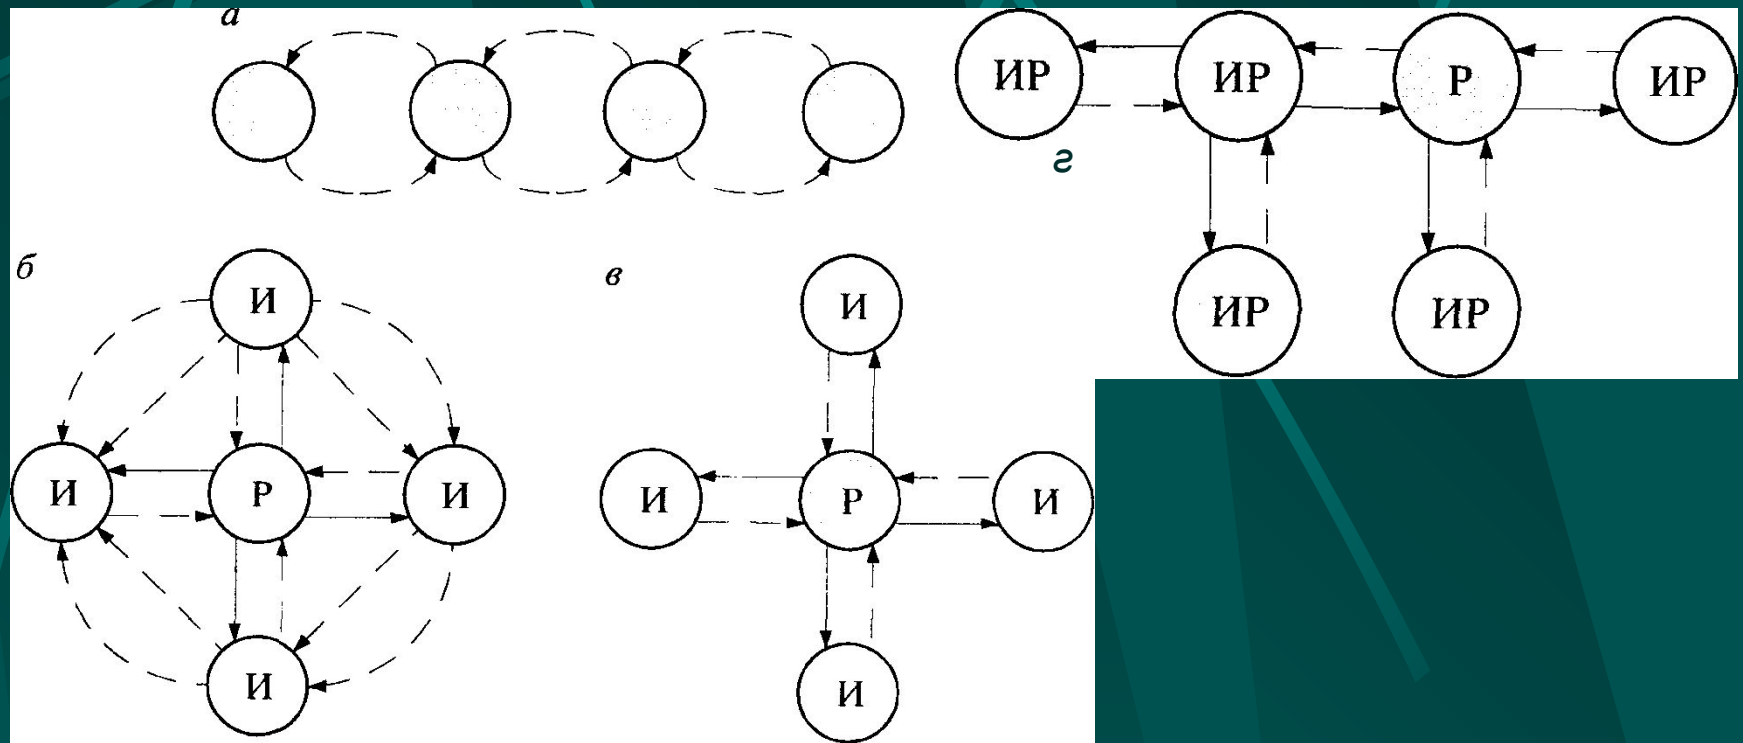 а
ИР ИР Р ИР
г
ИР ИР
б
И
И Р И
И
в
И
И Р И
И